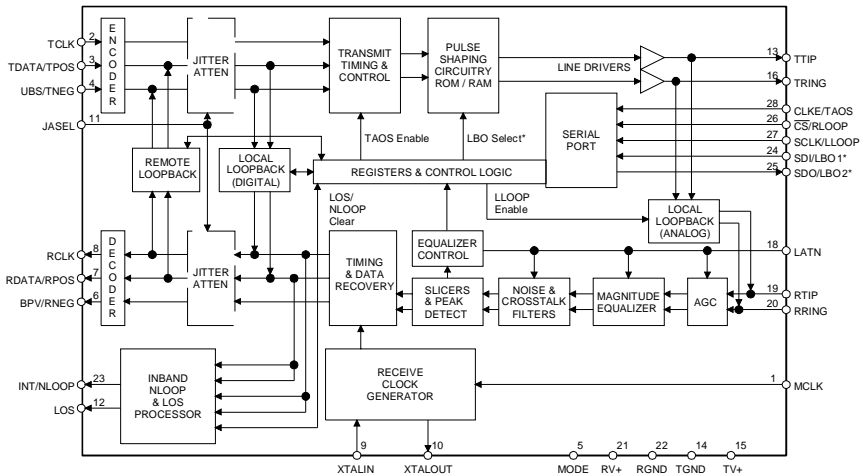 ENCODER
TCLK 2
TDATA/TPOS 3
UBS/TNEG 4
JASEL 11
JITTER
ATTEN
TRANSMIT
TIMING
& CONTROL
PULSE
SHAPING
CIRCUITRY
ROM / RAM
LINE DRIVERS
13 TTIP
16 TRING
28 CLKE/TAOS
26 CS/RLOOP
27 SCLK/LLOOP
24 SDI/LBO1*
25 SDO/LBO2*
SERIAL
PORT
TAOS Enable
LBO Select*
REMOTE
LOOPBACK
LOCAL
LOOPBACK
(DIGITAL)
REGISTERS & CONTROL LOGIC
LOS/
NLOOP
Clear
LLOOP
Enable
LOCAL
LOOPBACK
(ANALOG)
DECODER
RCLK 8
RDATA/RPOS 7
BPV/RNEG 6
JITTER
ATTEN
TIMING
& DATA
RECOVERY
EQUALIZER
CONTROL
SLICERS
& PEAK
DETECT
NOISE &
CROSSTALK
FILTERS
MAGNITUDE
EQUALIZER
AGC
18 LATN
19 RTIP
20 RRING
INT/NLOOP 23
LOS 12
INBAND
NLOOP
& LOS
PROCESSOR
RECEIVE
CLOCK
GENERATOR
1 MCLK
9 10 5 21 22 14 15
XTALIN XTALOUT MODE RV+ RGND TGND TV+